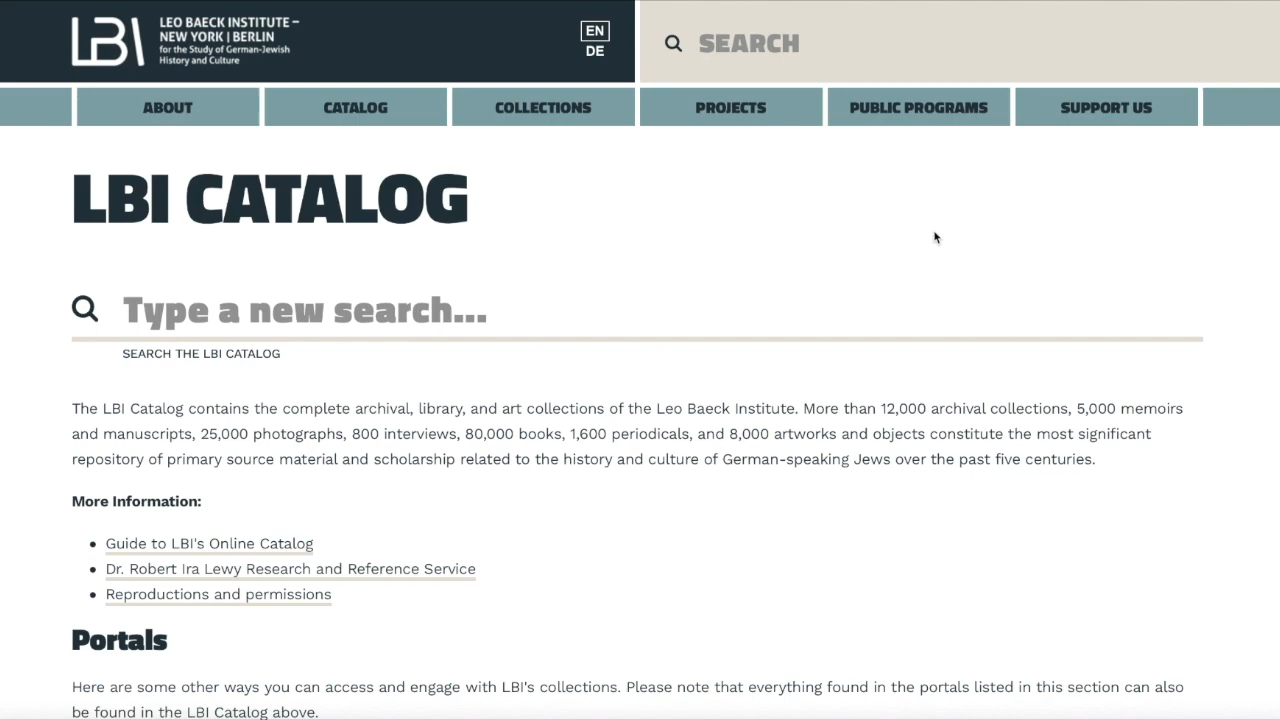 LBI
LEO BAECK INSTITUTE –
NEW YORK | BERLIN
for the Study of German-Jewish
History and Culture
EN
DE
SEARCH
ABOUT
CATALOG
COLLECTIONS
PROJECTS
PUBLIC PROGRAMS
SUPPORT US
LBI CATALOG
Type a new search...
SEARCH THE LBI CATALOG
The LBI Catalog contains the complete archival, library, and art collections of the Leo Baeck Institute. More than 12,000 archival collections, 5,000 memoirs
and manuscripts, 25,000 photographs, 800 interviews, 80,000 books, 1,600 periodicals, and 8,000 artworks and objects constitute the most significant
repository of primary source material and scholarship related to the history and culture of German-speaking Jews over the past five centuries.
More Information:
• Guide to LBI's Online Catalog
• Dr. Robert Ira Lewy Research and Reference Service
• Reproductions and permissions
Portals
Here are some other ways you can access and engage with LBI's collections. Please note that everything found in the portals listed in this section can also
be found in the LBI Catalog above.